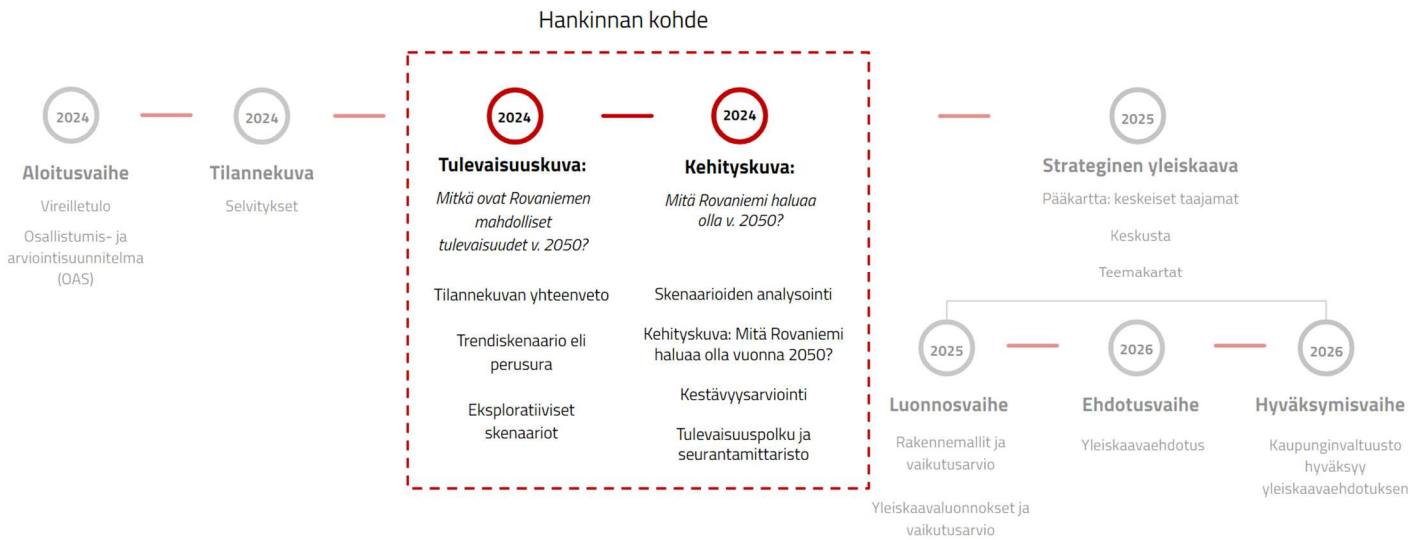 Hankinnan kohde
2024
Aloitusvaihe
Vireilletulo
Osallistumis- ja
arviointisuunnitelma
(OAS)
2024
Tilannekuva
Selvitykset
2024
Tulevaisuuskuva:
Mitkä ovat Rovaniemen
mahdolliset
tulevaisuudet v. 2050?
Tilannekuvan yhteenveto
Trendiskenaario eli
perusura
Eksploratiiviset
skenaariot
2024
Kehityskuva:
Mitä Rovaniemi haluaa
olla v. 2050?
Skenaarioiden analysointi
Kehityskuva: Mitä Rovaniemi
haluaa olla vuonna 2050?
Kestävyysarviointi
Tulevaisuuspolku ja
seurantamittaristo
2025
Strateginen yleiskaava
Pääkartta: keskeiset taajamat
Keskusta
Teemakartat
2025
Luonnosvaihe
Rakennemallit ja
vaikutusarvio
Yleiskaavaluonnokset ja
vaikutusarvio
2026
Ehdotusvaihe
Yleiskaavaehdotus
2026
Hyväksymisvaihe
Kaupunginvaltuusto
hyväksyy
yleiskaavaehdotuksen